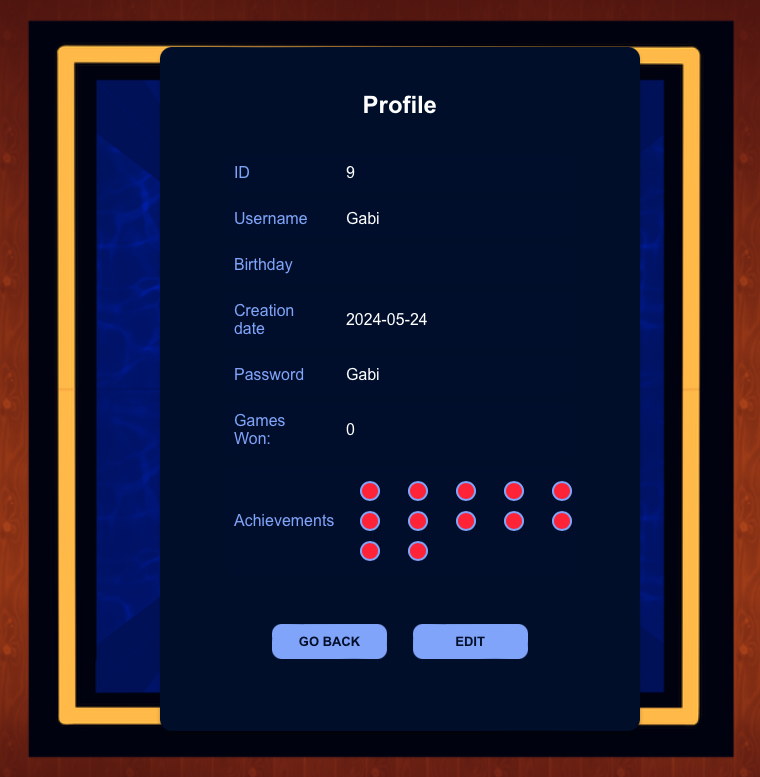 Profile
ID 9
Username Gabi
Birthday
Creation
date 2024-05-24
Password Gabi
Games
Won: 0
Achievements
GO BACK EDIT